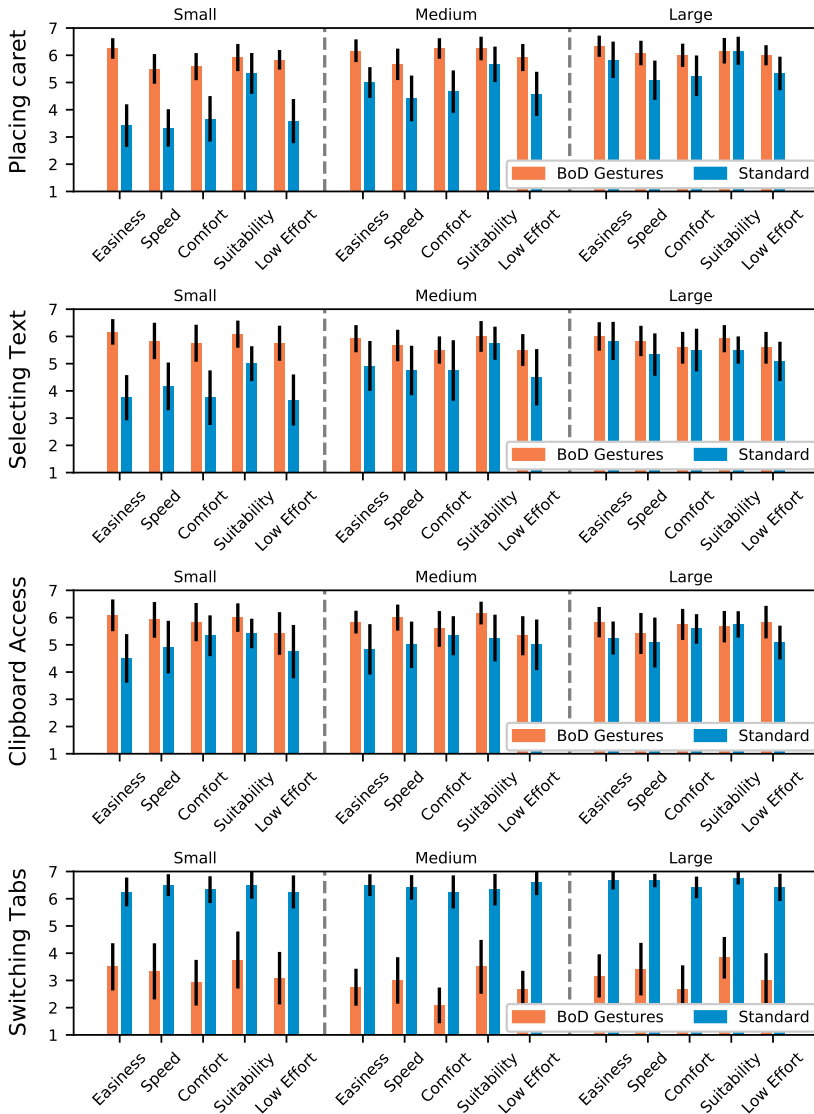 Small Medium Large
Placing caret
7
6
5
4
3
2
1
BoD Gestures Standard
Easiness Speed Comfort Suitability Low Effort Easiness Speed Comfort Suitability Low Effort Easiness Speed Comfort Suitability Low Effort
Small Medium Large
Selecting Text
7
6
5
4
3
2
1
BoD Gestures Standard
Easiness Speed Comfort Suitability Low Effort Easiness Speed Comfort Suitability Low Effort Easiness Speed Comfort Suitability Low Effort
Small Medium Large
Clipboard Access
7
6
5
4
3
2
1
BoD Gestures Standard
Easiness Speed Comfort Suitability Low Effort Easiness Speed Comfort Suitability Low Effort Easiness Speed Comfort Suitability Low Effort
Small Medium Large
Switching Tabs
7
6
5
4
3
2
1
BoD Gestures Standard
Easiness Speed Comfort Suitability Low Effort Easiness Speed Comfort Suitability Low Effort Easiness Speed Comfort Suitability Low Effort